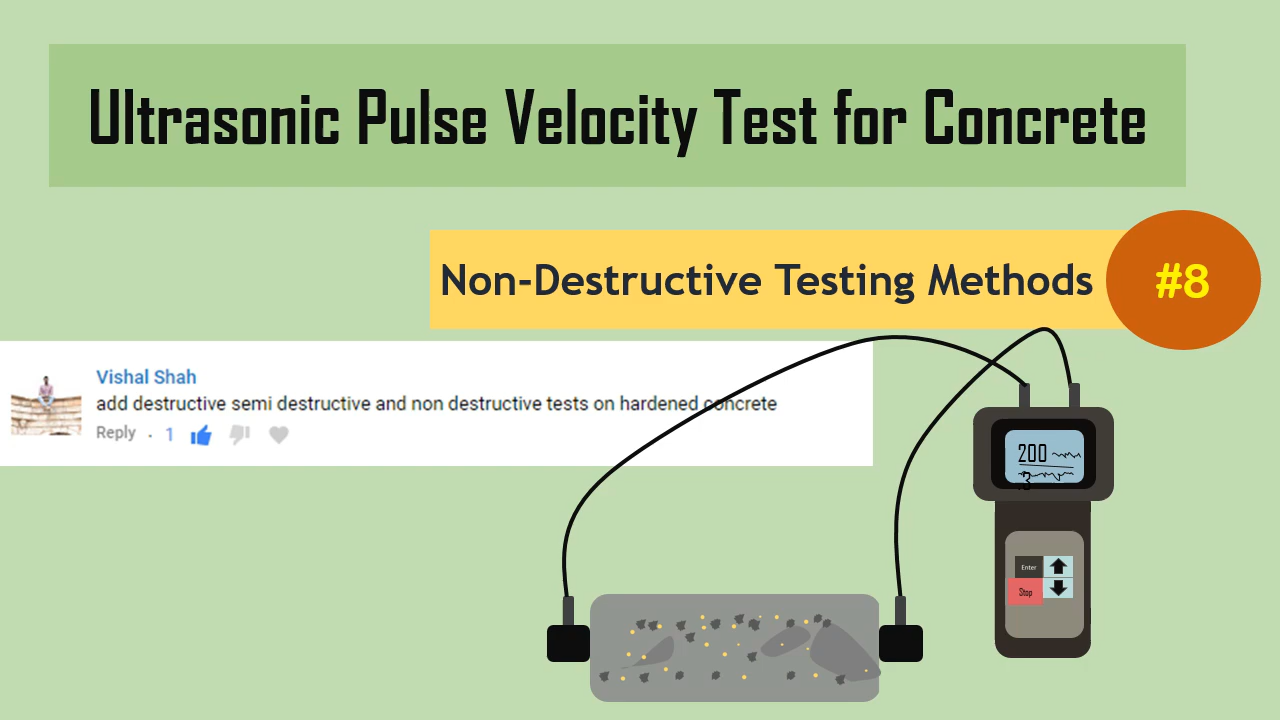 Ultrasonic Pulse Velocity Test for Concrete
Non-Destructive Testing Methods
#8
Vishal Shah
add destructive semi destructive and non destructive tests on hardened concrete
Reply . 1
200
.3
Enter
Stop